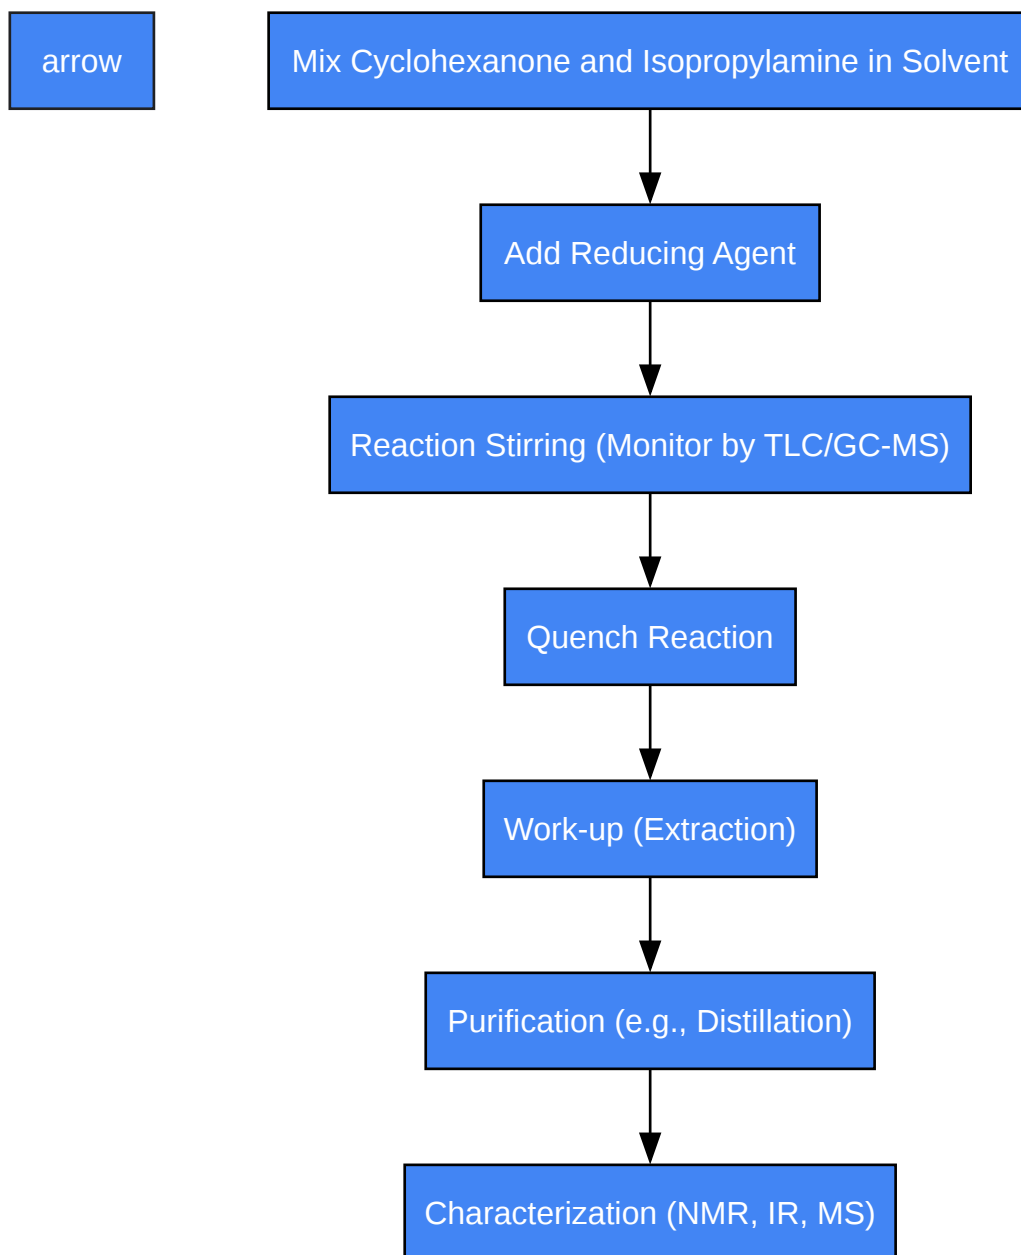 arrow
Mix Cyclohexanone and Isopropylamine in Solvent
Add Reducing Agent
Reaction Stirring (Monitor by TLC/GC-MS)
Quench Reaction
Work-up (Extraction)
Purification (e.g., Distillation)
Characterization (NMR, IR, MS)